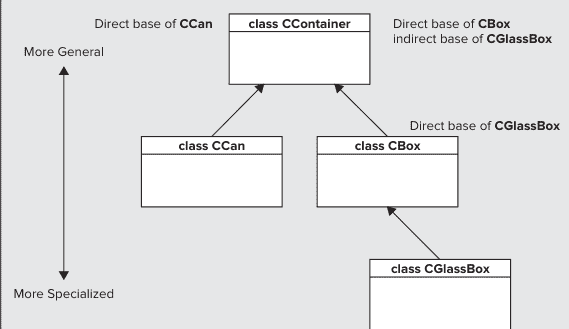 Direct base of CCan
class CContainer
Direct base of CBox
indirect base of CGlassBox
More General
Direct base of CGlassBox
class CCan
class CBox
class CGlassBox
More Specialized